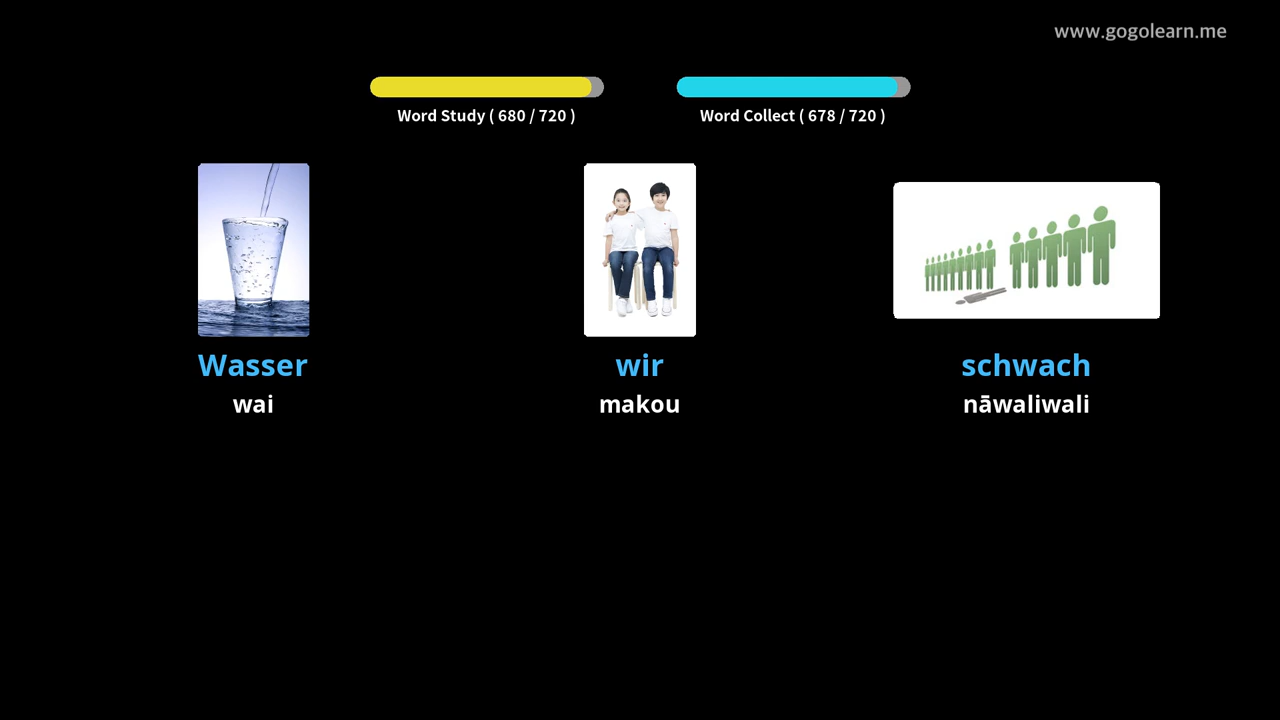 www.gogolearn.me
Word Study ( 680 / 720 )
Word Collect ( 678 / 720 )
Wasser
wai
wir
makou
schwach
nāwaliwali